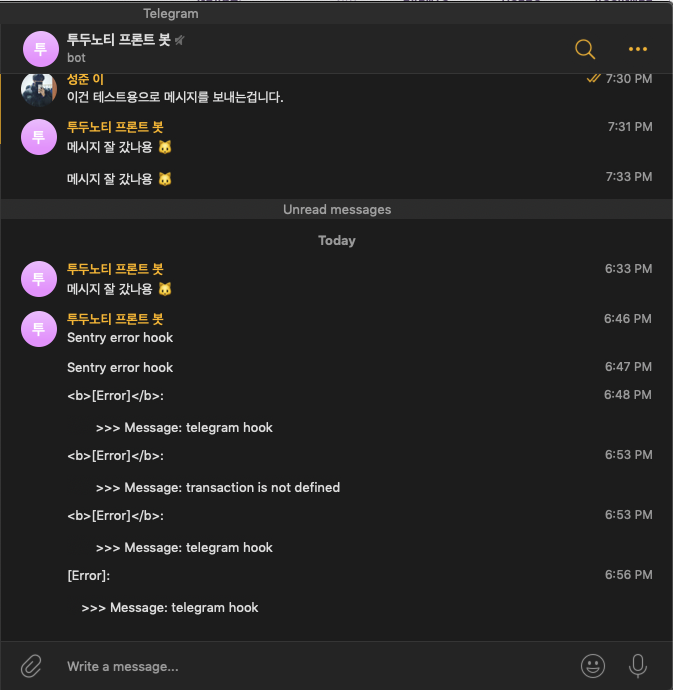 Telegram
투
투두노티 프론트 봇
bot
성준 이
7:30 PM
이건 테스트용으로 메시지를 보내는겁니다.
투
투두노티 프론트 봇
7:31 PM
메시지 잘 갔나용 🐱
메시지 잘 갔나용 🐱
7:33 PM
Unread messages
Today
투
투두노티 프론트 봇
6:33 PM
메시지 잘 갔나용 🐱
투
투두노티 프론트 봇
6:46 PM
Sentry error hook
Sentry error hook
6:47 PM
<b>[Error]</b>:
6:48 PM
>>> Message: telegram hook
<b>[Error]</b>:
6:53 PM
>>> Message: transaction is not defined
<b>[Error]</b>:
6:53 PM
>>> Message: telegram hook
[Error]:
6:56 PM
>>> Message: telegram hook
Write a message...